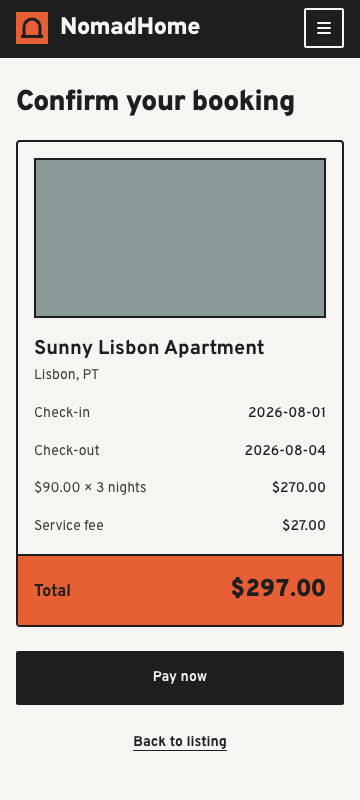 NomadHome
Confirm your booking
Sunny Lisbon Apartment
Lisbon, PT
Check-in 2026-08-01
Check-out 2026-08-04
$90.00 × 3 nights $270.00
Service fee $27.00
Total $297.00
Pay now
Back to listing